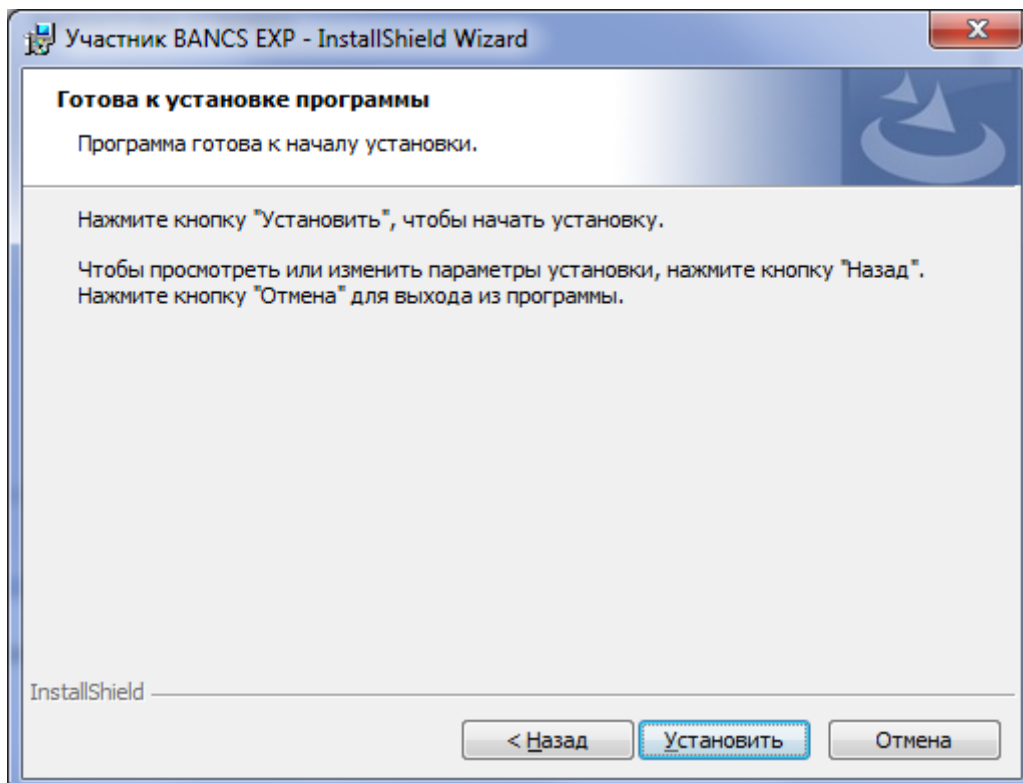 Участник BANCS EXP - InstallShield Wizard
Готова к установке программы
Программа готова к началу установки.
Нажмите кнопку "Установить", чтобы начать установку.
Чтобы просмотреть или изменить параметры установки, нажмите кнопку "Назад".
Нажмите кнопку "Отмена" для выхода из программы.
InstallShield
< Назад Установить Отмена